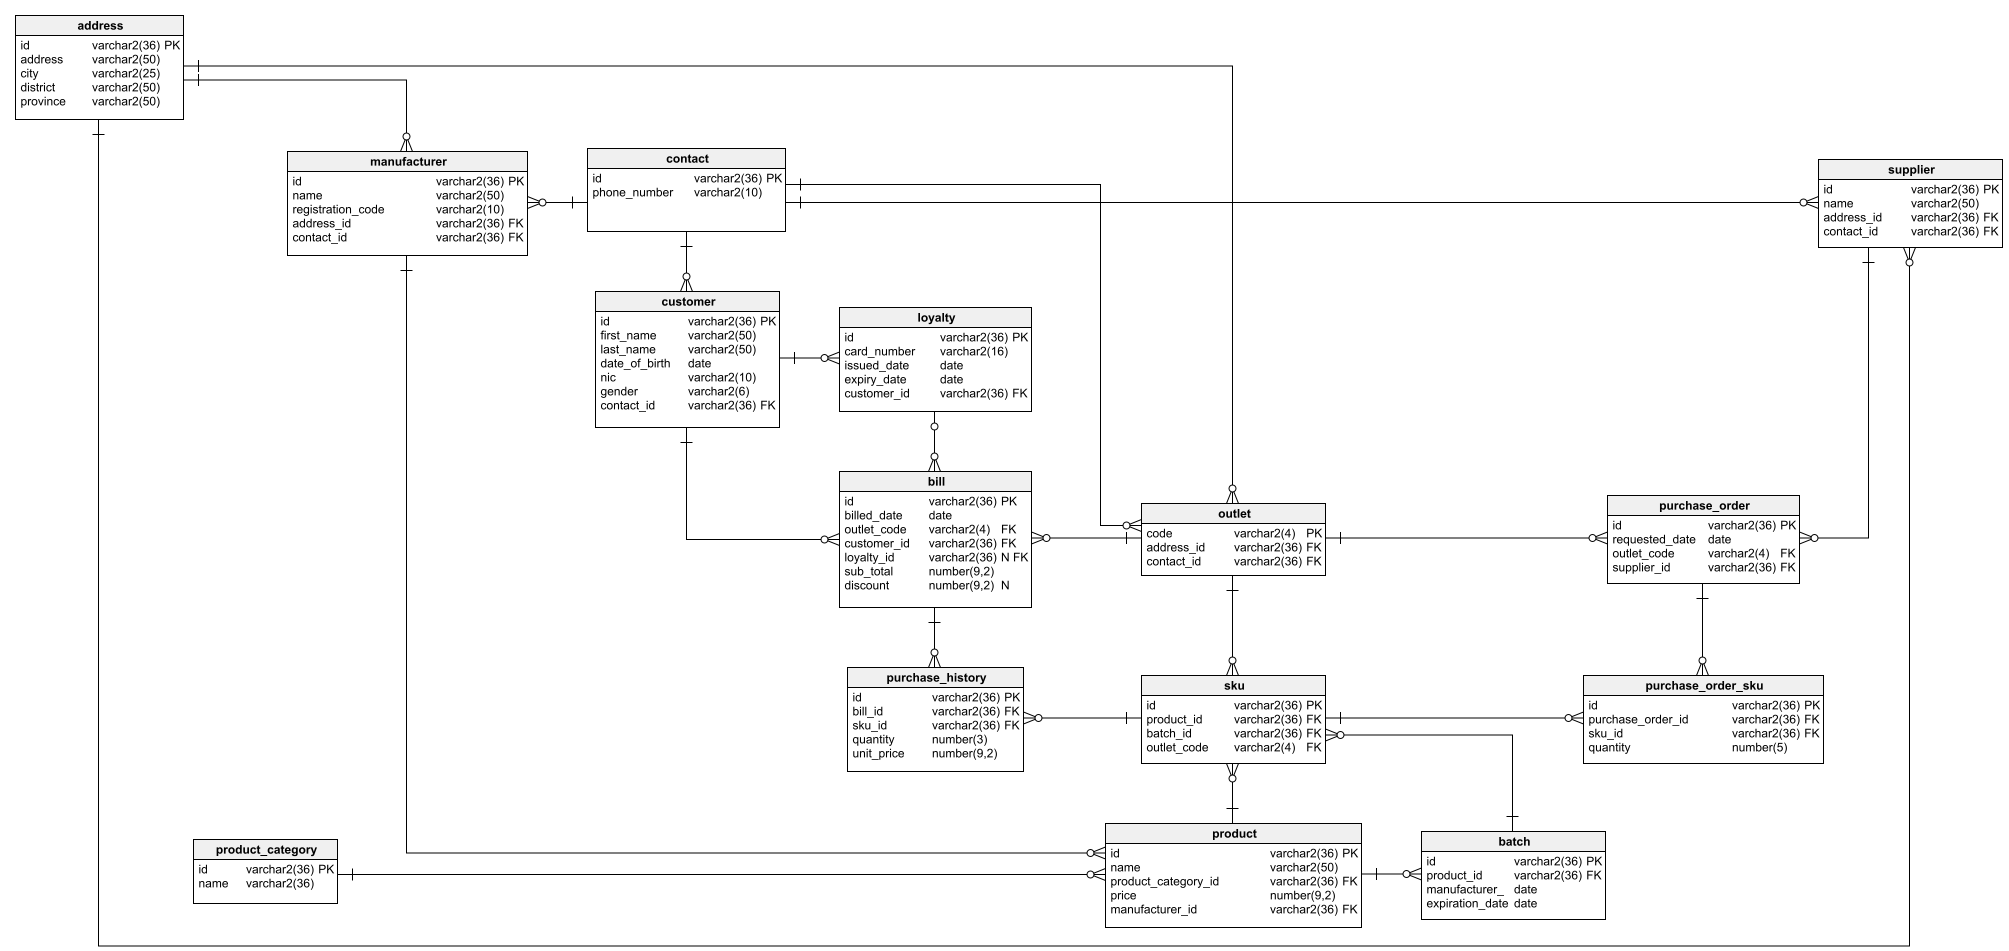 address
id varchar2(36) PK
address varchar2(50)
city varchar2(25)
district varchar2(50)
province varchar2(50)
manufacturer
id varchar2(36) PK
name varchar2(50)
registration_code varchar2(10)
address_id varchar2(36) FK
contact_id varchar2(36) FK
contact
id varchar2(36) PK
phone_number varchar2(10)
supplier
id varchar2(36) PK
name varchar2(50)
address_id varchar2(36) FK
contact_id varchar2(36) FK
customer
id varchar2(36) PK
first_name varchar2(50)
last_name varchar2(50)
date_of_birth date
nic varchar2(10)
gender varchar2(6)
contact_id varchar2(36) FK
loyalty
id varchar2(36) PK
card_number varchar2(16)
issued_date date
expiry_date date
customer_id varchar2(36) FK
bill
id varchar2(36) PK
billed_date date
outlet_code varchar2(4) FK
customer_id varchar2(36) FK
loyalty_id varchar2(36) N FK
sub_total number(9,2)
discount number(9,2) N
outlet
code varchar2(4) PK
address_id varchar2(36) FK
contact_id varchar2(36) FK
purchase_order
id varchar2(36) PK
requested_date date
outlet_code varchar2(4) FK
supplier_id varchar2(36) FK
purchase_history
id varchar2(36) PK
bill_id varchar2(36) FK
sku_id varchar2(36) FK
quantity number(3)
unit_price number(9,2)
sku
id varchar2(36) PK
product_id varchar2(36) FK
batch_id varchar2(36) FK
outlet_code varchar2(4) FK
purchase_order_sku
id varchar2(36) PK
purchase_order_id varchar2(36) FK
sku_id varchar2(36) FK
quantity number(5)
product_category
id varchar2(36) PK
name varchar2(36)
product
id varchar2(36) PK
name varchar2(50)
product_category_id varchar2(36) FK
price number(9,2)
manufacturer_id varchar2(36) FK
batch
id varchar2(36) PK
product_id varchar2(36) FK
manufacturer_ date
expiration_date date